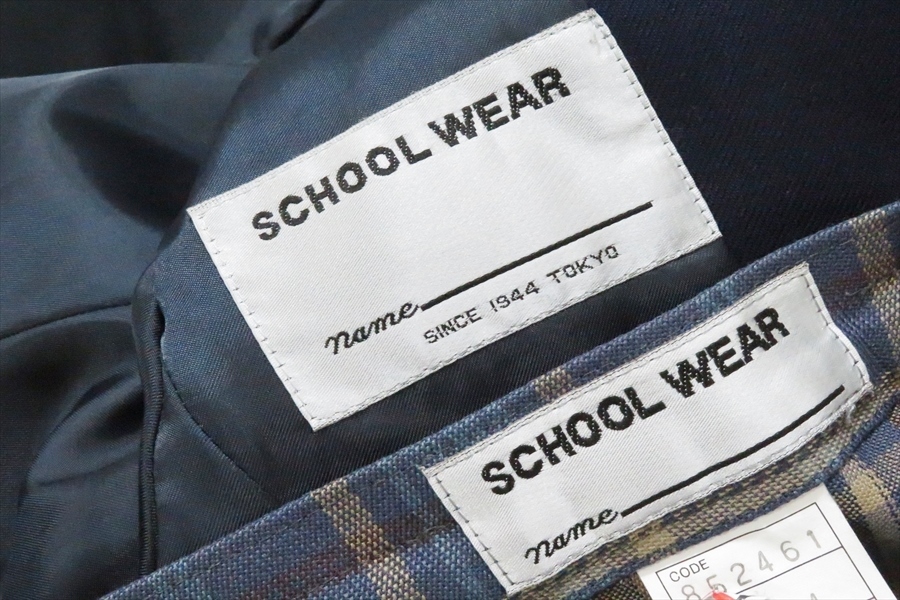 SCHOOL WEAR
name
SINCE 1944 TOKYO
SCHOOL WEAR
name
CODE
852461